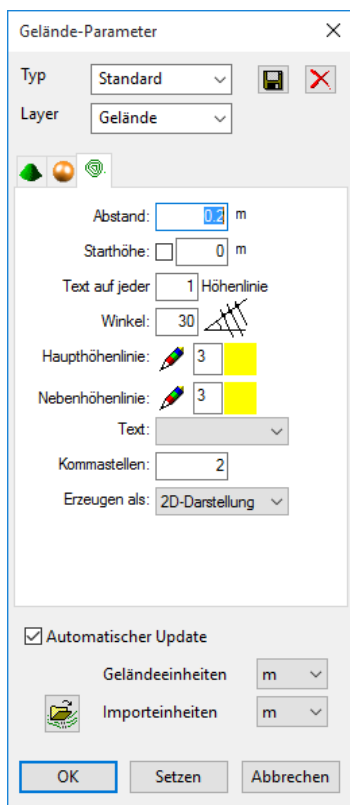 Gelände-Parameter
Typ Standard
Layer Gelände
Abstand: 0.2 m
Starthöhe: 0 m
Text auf jeder 1 Höhenlinie
Winkel: 30
Haupthöhenlinie: 3
Nebenhöhenlinie: 3
Text:
Kommastellen: 2
Erzeugen als: 2D-Darstellung
Automatischer Update
Geländeeinheiten m
Importeinheiten m
OK Setzen Abbrechen